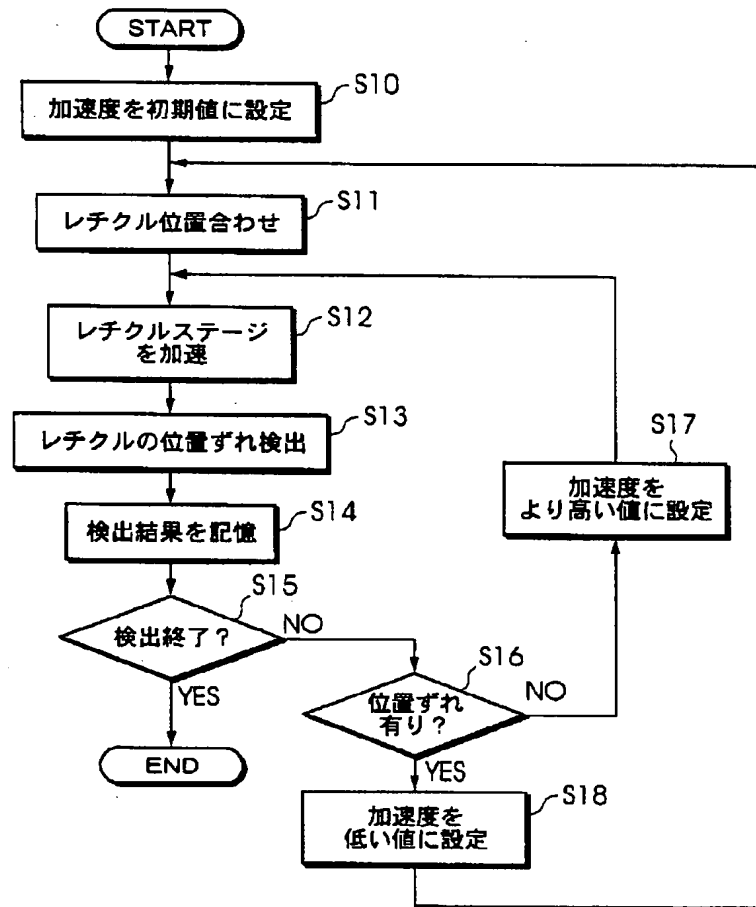 START
S10
加速度を初期値に設定
S11
レチクル位置合わせ
S12
レチクルステージ
を加速
S13
レチクルの位置ずれ検出
S14
検出結果を記憶
S15
検出終了?
NO
YES
END
S16
位置ずれ
有り?
NO
YES
S17
加速度を
より高い値に設定
S18
加速度を
低い値に設定